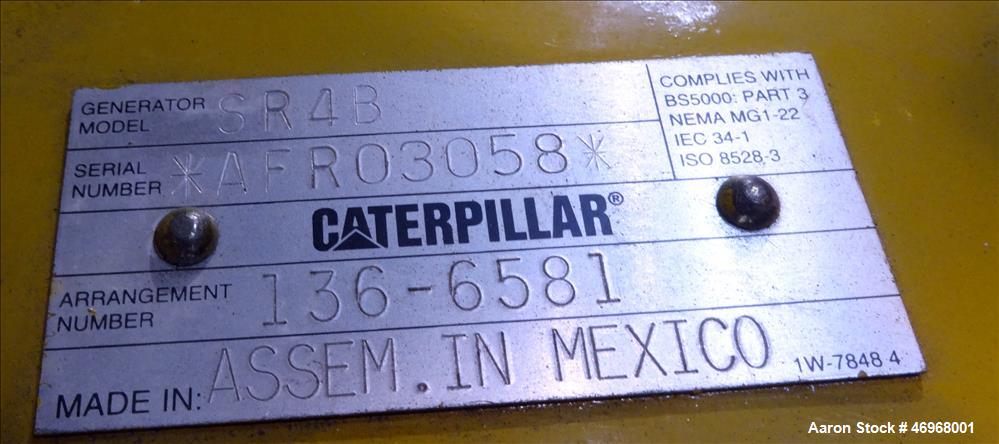 GENERATOR MODEL SR4B
SERIAL NUMBER *AFR03058*
COMPLIES WITH
BS5000: PART 3
NEMA MG1-22
IEC 34-1
ISO 8528-3
CATERPILLAR®
ARRANGEMENT NUMBER 136-6581
MADE IN: ASSEM. IN MEXICO
1W-7848 4
Aaron Stock # 46968001